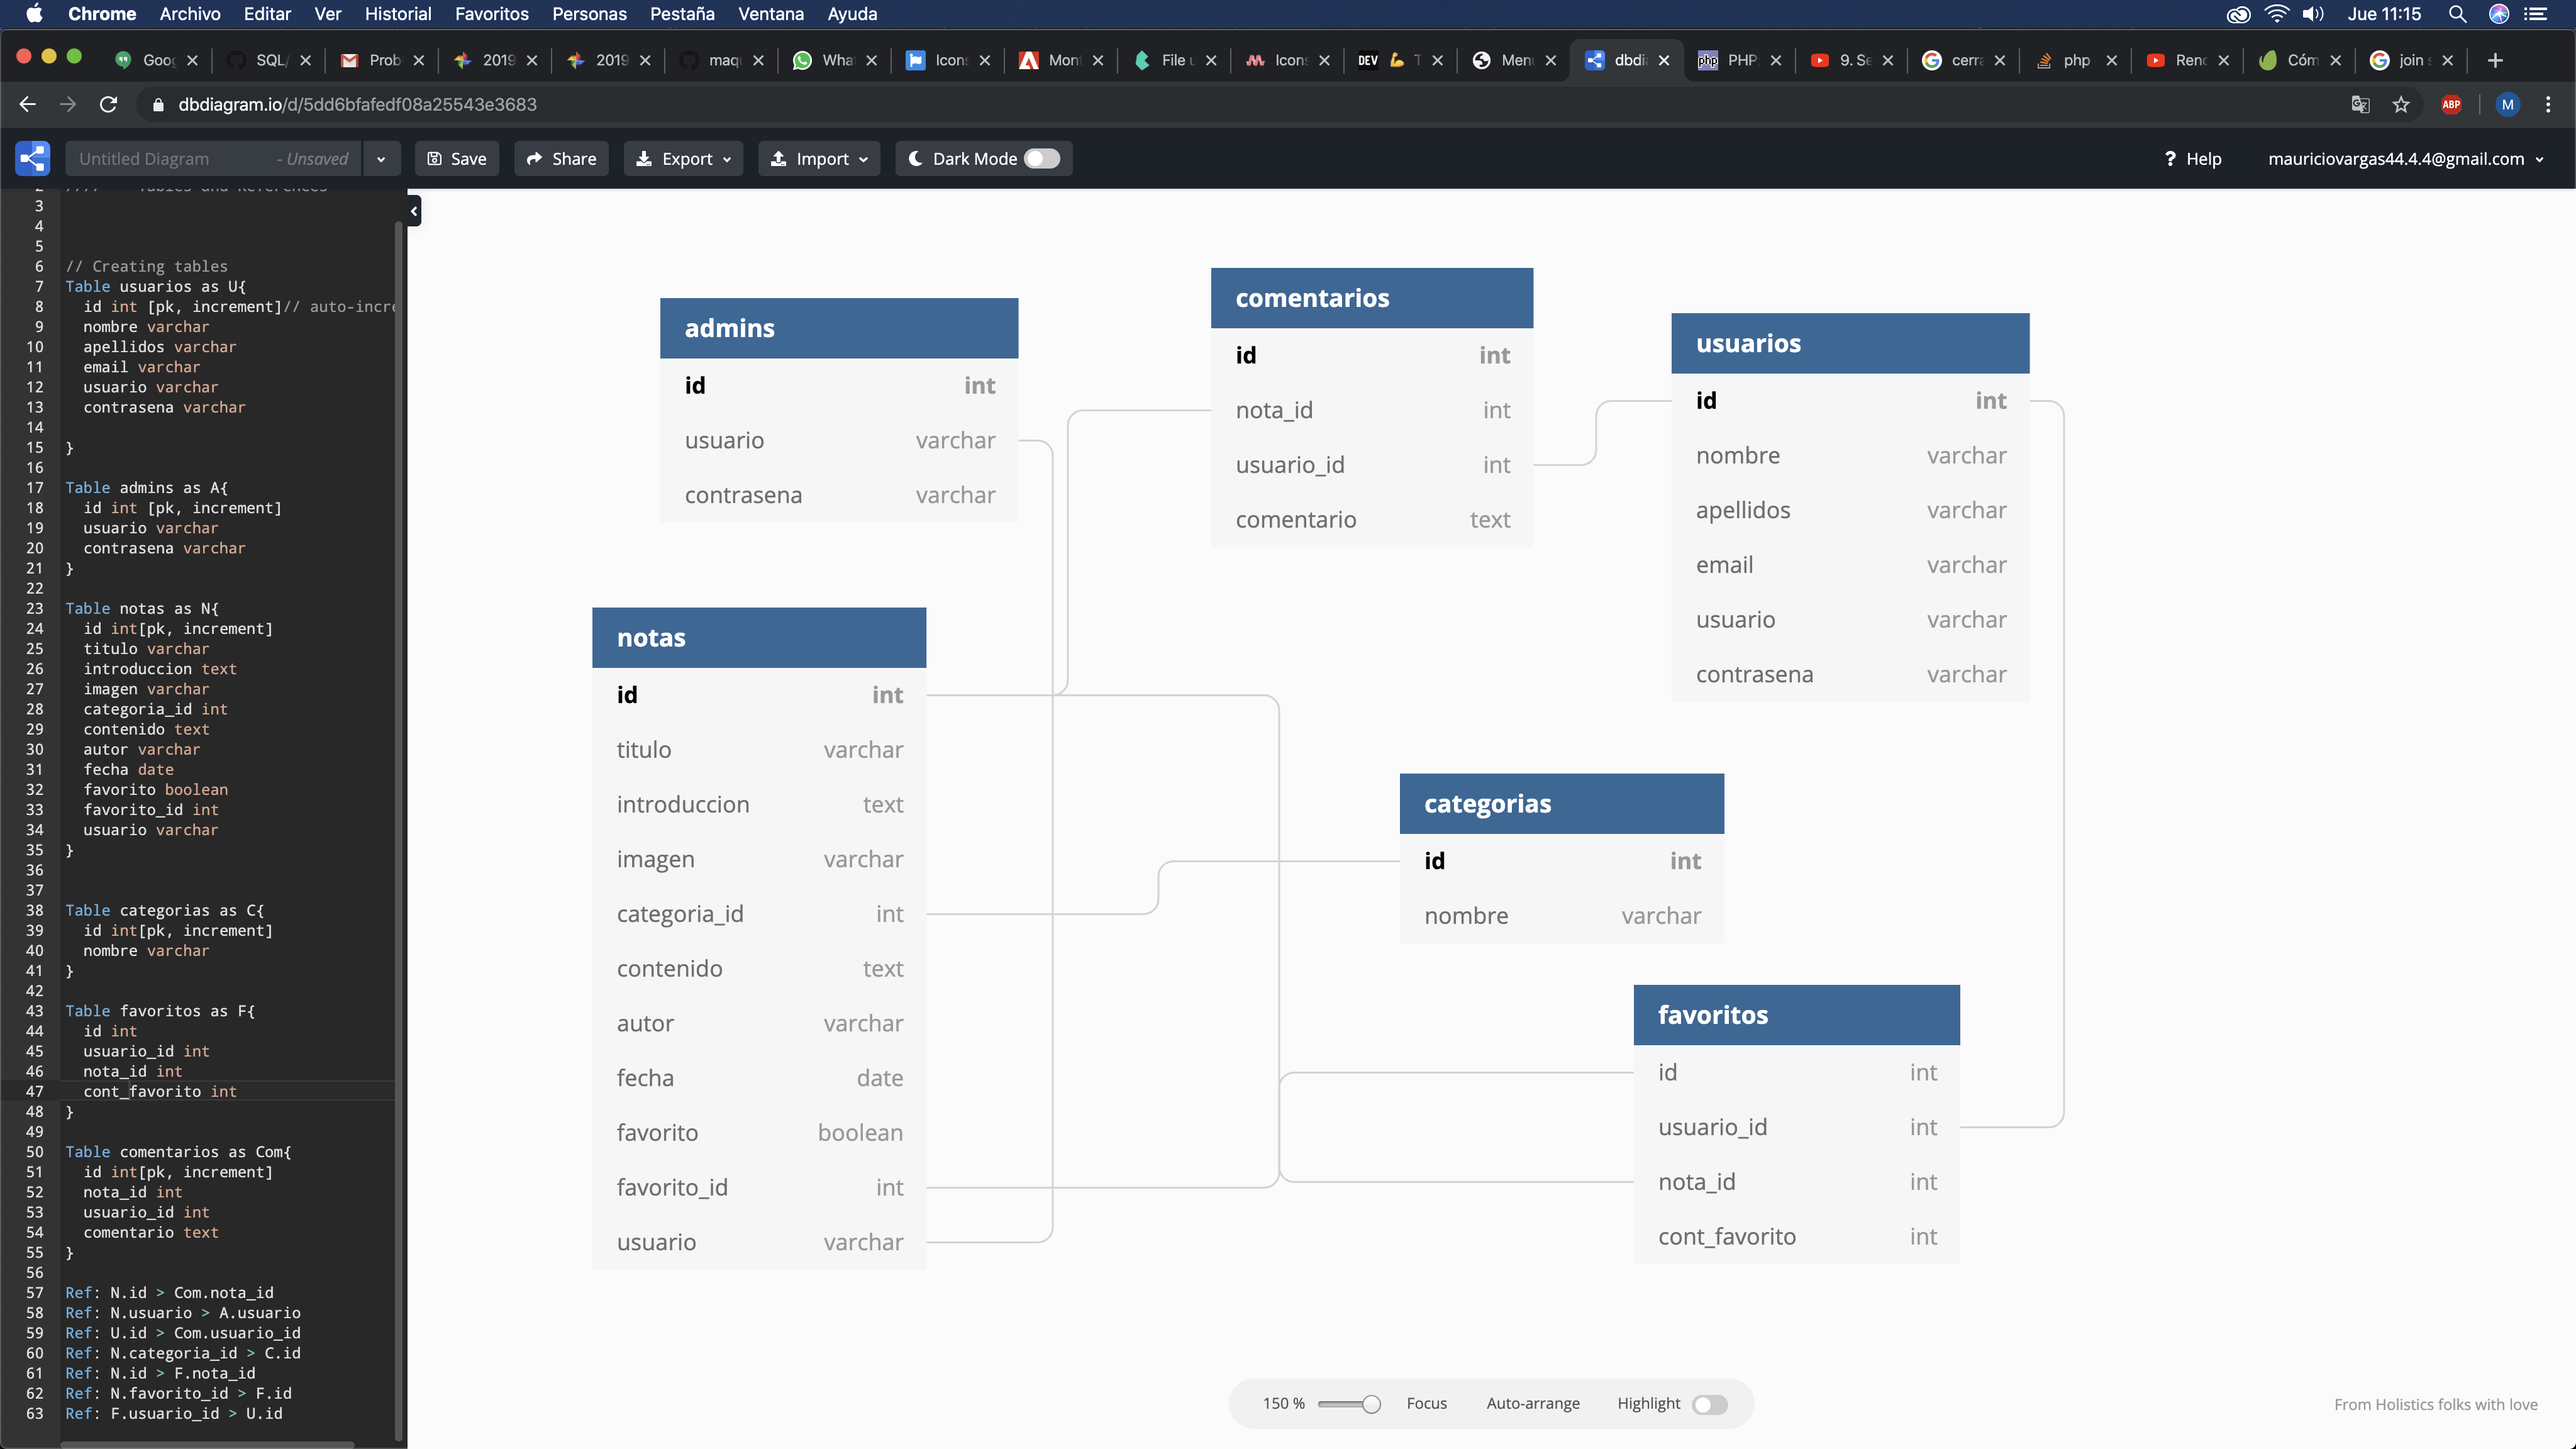 Chrome Archivo Editar Ver Historial Favoritos Personas Pestaña Ventana Ayuda Jue 11:15
Goog SQL/ Prob 2019 2019 maqu What Icons Mon File u Icons DEV T Menu dbdi php PHP 9. Se cerra php Renc Cóm join s
dbdiagram.io/d/5dd6bfafedf08a25543e3683 ABP M
Untitled Diagram - Unsaved Save Share Export Import Dark Mode ? Help mauriciovargas44.4.4@gmail.com
2 //// Tables and References
3
4
5
6 // Creating tables
7 Table usuarios as U{
8 id int [pk, increment]// auto-incre
9 nombre varchar
10 apellidos varchar
11 email varchar
12 usuario varchar
13 contrasena varchar
14
15 }
16
17 Table admins as A{
18 id int [pk, increment]
19 usuario varchar
20 contrasena varchar
21 }
22
23 Table notas as N{
24 id int[pk, increment]
25 titulo varchar
26 introduccion text
27 imagen varchar
28 categoria_id int
29 contenido text
30 autor varchar
31 fecha date
32 favorito boolean
33 favorito_id int
34 usuario varchar
35 }
36
37
38 Table categorias as C{
39 id int[pk, increment]
40 nombre varchar
41 }
42
43 Table favoritos as F{
44 id int
45 usuario_id int
46 nota_id int
47 cont_favorito int
48 }
49
50 Table comentarios as Com{
51 id int[pk, increment]
52 nota_id int
53 usuario_id int
54 comentario text
55 }
56
57 Ref: N.id > Com.nota_id
58 Ref: N.usuario > A.usuario
59 Ref: U.id > Com.usuario_id
60 Ref: N.categoria_id > C.id
61 Ref: N.id > F.nota_id
62 Ref: N.favorito_id > F.id
63 Ref: F.usuario_id > U.id
admins
id int
usuario varchar
contrasena varchar
comentarios
id int
nota_id int
usuario_id int
comentario text
usuarios
id int
nombre varchar
apellidos varchar
email varchar
usuario varchar
contrasena varchar
notas
id int
titulo varchar
introduccion text
imagen varchar
categoria_id int
contenido text
autor varchar
fecha date
favorito boolean
favorito_id int
usuario varchar
categorias
id int
nombre varchar
favoritos
id int
usuario_id int
nota_id int
cont_favorito int
150 % Focus Auto-arrange Highlight
From Holistics folks with love